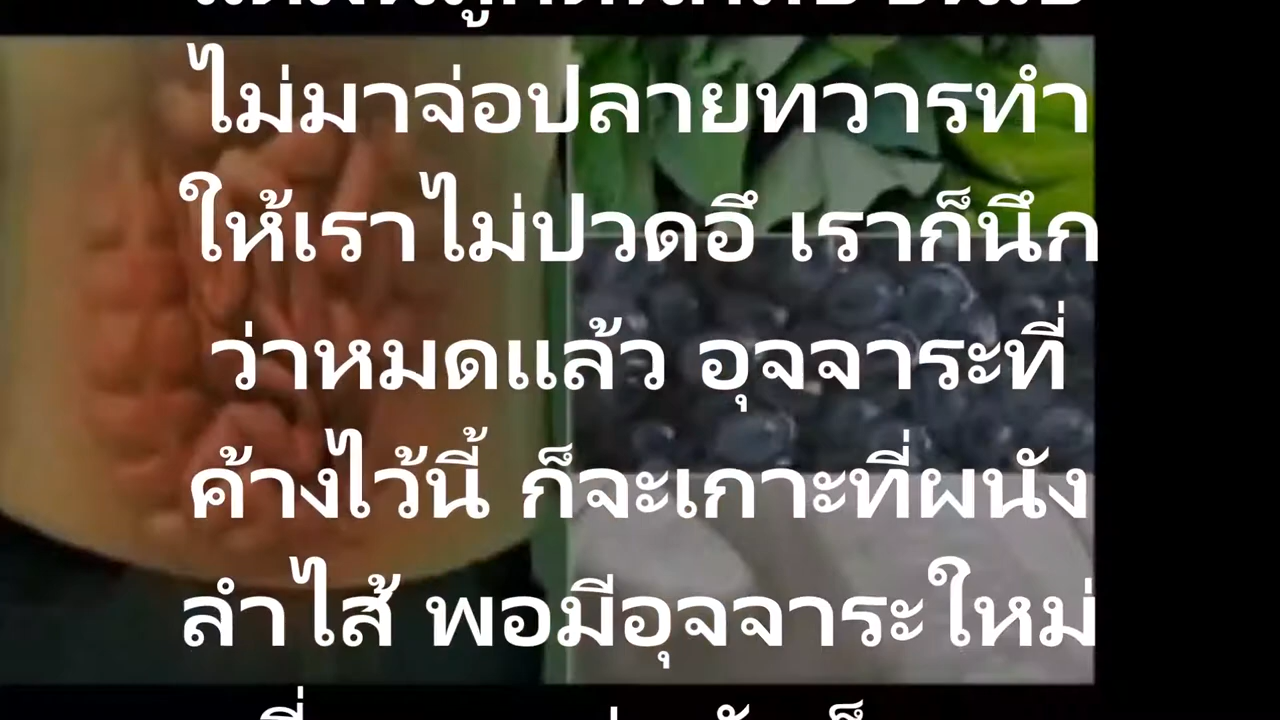 ไม่มาจ่อปลายทวารทำ
ให้เราไม่ปวดอึ เราก็นึก
ว่าหมดแล้ว อุจจาระที่
ค้างไว้นี้ ก็จะเกาะที่ผนัง
ลำไส้ พอมีอุจจาระใหม่